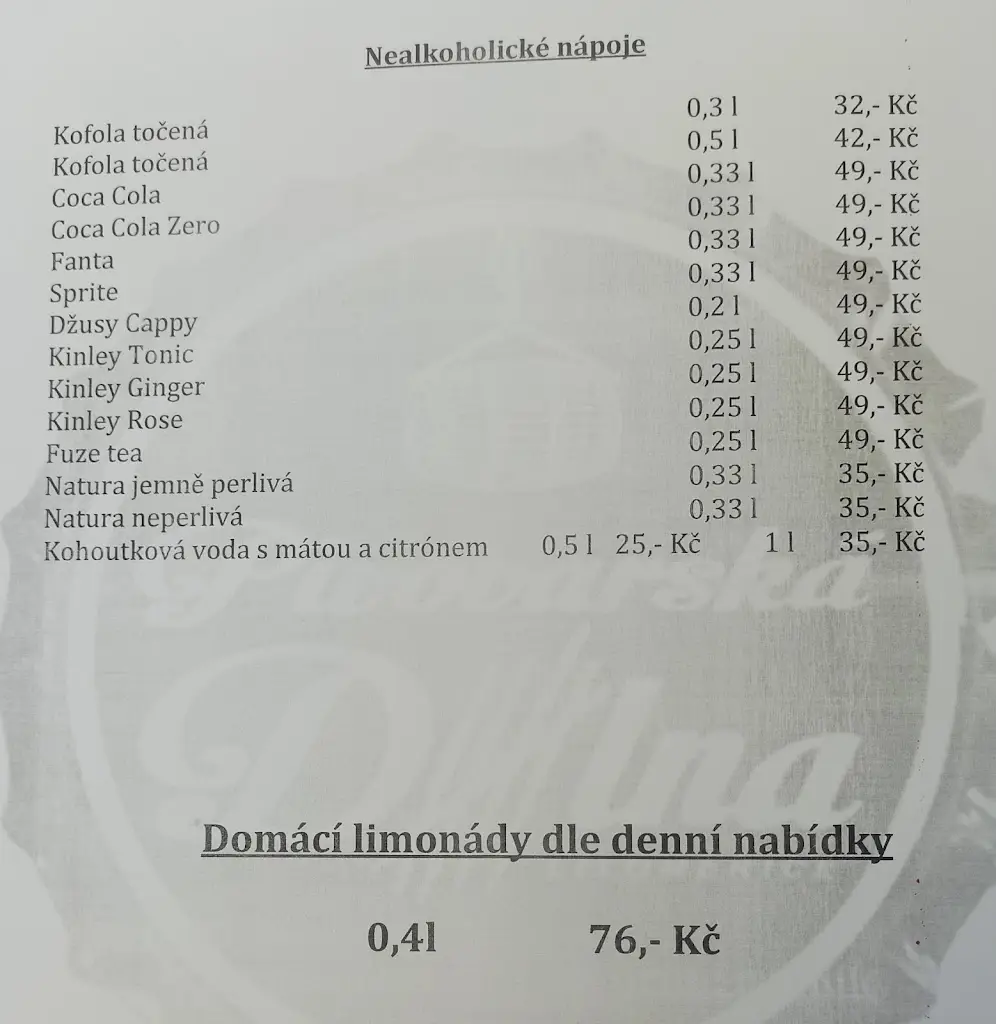 Nealkoholické nápoje
Kofola točená 0,3 l 32,- Kč
Kofola točená 0,5 l 42,- Kč
Coca Cola 0,33 l 49,- Kč
Coca Cola Zero 0,33 l 49,- Kč
Fanta 0,33 l 49,- Kč
Sprite 0,33 l 49,- Kč
Džusy Cappy 0,2 l 49,- Kč
Kinley Tonic 0,25 l 49,- Kč
Kinley Ginger 0,25 l 49,- Kč
Kinley Rose 0,25 l 49,- Kč
Fuze tea 0,25 l 49,- Kč
Natura jemně perlivá 0,33 l 35,- Kč
Natura neperlivá 0,33 l 35,- Kč
Kohoutková voda s mátou a citrónem 0,5 l 25,- Kč 1 l 35,- Kč
Domácí limonády dle denní nabídky
0,4l 76,- Kč